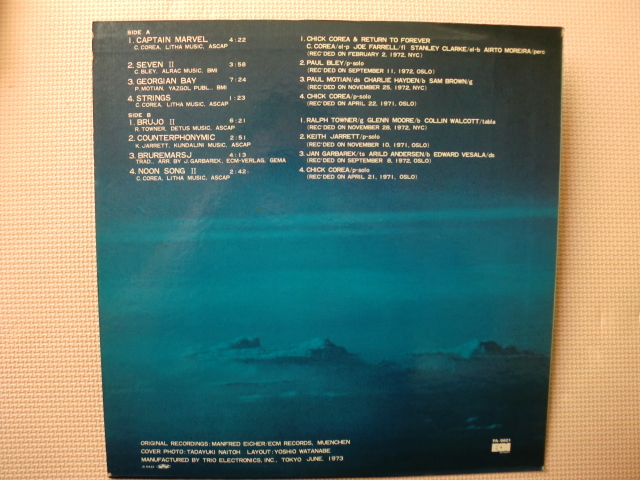 SIDE A
1. CAPTAIN MARVEL 4:22
C. COREA, LITHA MUSIC, ASCAP
2. SEVEN II 3:58
C. BLEY, ALRAC MUSIC, BMI
3. GEORGIAN BAY 7:24
P. MOTIAN, YAZGOL PUBL., BMI
4. STRINGS 1:23
C. COREA, LITHA MUSIC, ASCAP
SIDE B
1. BRUJO II 6:21
R. TOWNER, DETUS MUSIC, ASCAP
2. COUNTERPHONYMIC 2:51
K. JARRETT, KUNDALINI MUSIC, ASCAP
3. BRUREMARSJ 4:13
TRAD., ARR. BY J. GARBAREK, ECM-VERLAG, GEMA
4. NOON SONG II 2:42
C. COREA, LITHA MUSIC, ASCAP
1. CHICK COREA & RETURN TO FOREVER
C. COREA/el-p JOE FARRELL/fl STANLEY CLARKE/el-b AIRTO MOREIRA/perc
(REC'DED ON FEBRUARY 2, 1972, NYC)
2. PAUL BLEY/p-solo
(REC'DED ON SEPTEMBER 11, 1972, OSLO)
3. PAUL MOTIAN/ds CHARLIE HAYDEN/b SAM BROWN/g
(REC'DED ON NOVEMBER 25, 1972, NYC)
4. CHICK COREA/p-solo
(REC'DED ON APRIL 22, 1971, OSLO)
1. RALPH TOWNER/g GLENN MOORE/b COLLIN WALCOTT/tabla
(REC'DED ON NOVEMBER 28, 1972, NYC)
2. KEITH JARRETT/p-solo
(REC'DED ON NOVEMBER 10, 1971, OSLO)
3. JAN GARBAREK/ts ARILD ANDERSEN/b EDWARD VESALA/ds
(REC'DED ON SEPTEMBER 8, 1972, OSLO)
4. CHICK COREA/p-solo
(REC'DED ON APRIL 21, 1971, OSLO)
ORIGINAL RECORDINGS: MANFRED EICHER/ECM RECORDS, MUENCHEN
COVER PHOTO: TADAYUKI NAITOH LAYOUT: YOSHIO WATANABE
MANUFACTURED BY TRIO ELECTRONICS, INC., TOKYO JUNE, 1973